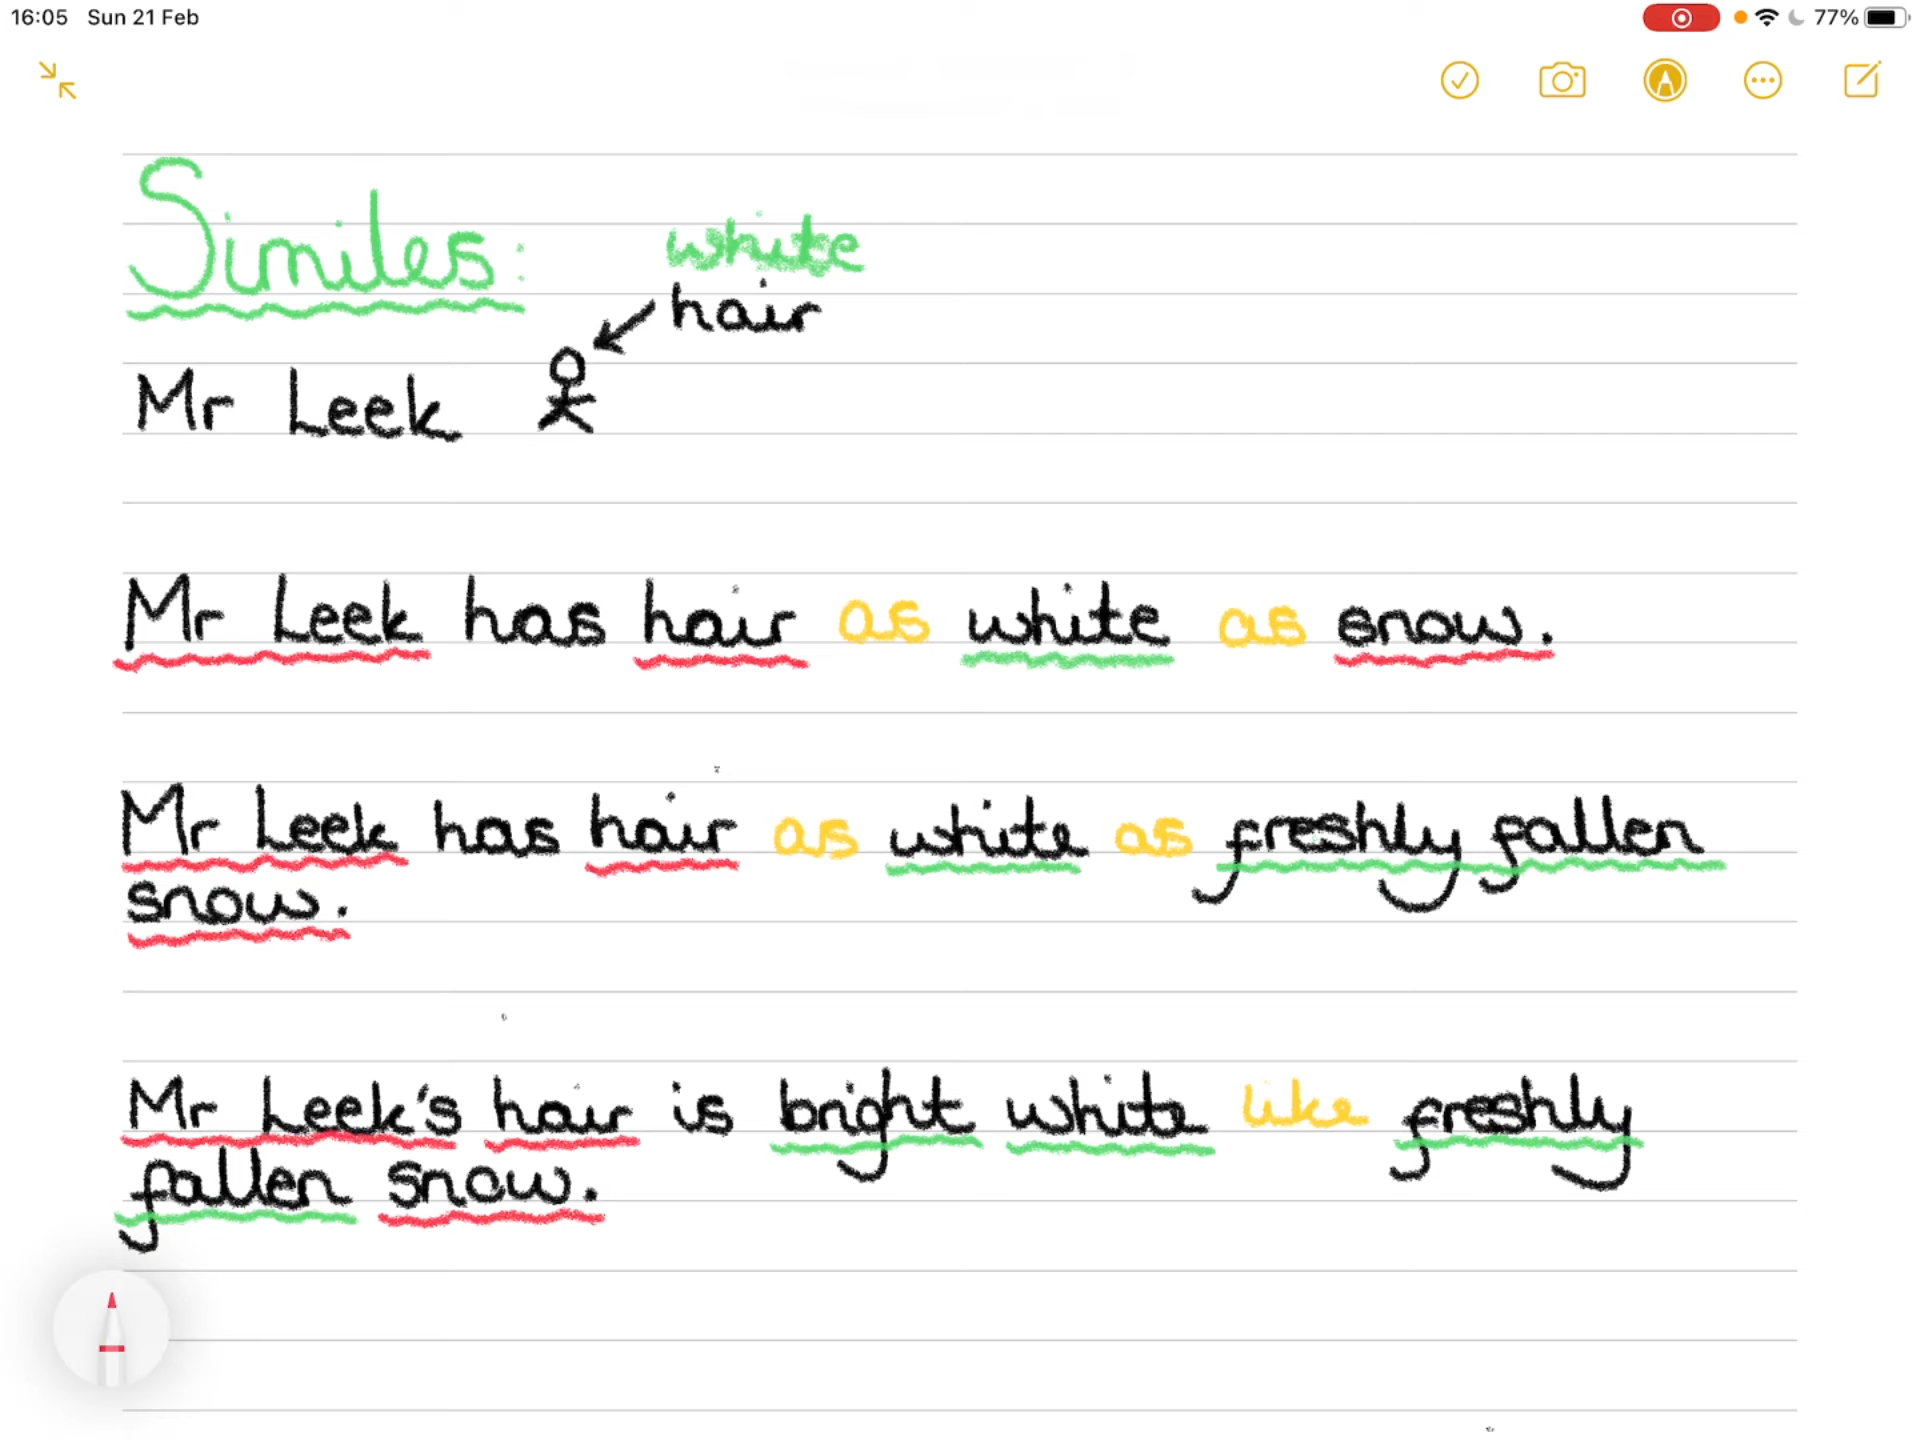 16:05 Sun 21 Feb
77%
Similes:
white
hair
Mr Leek
Mr Leek has hair as white as snow.
Mr Leek has hair as white as freshly fallen
snow.
Mr Leek's hair is bright white like freshly
fallen snow.